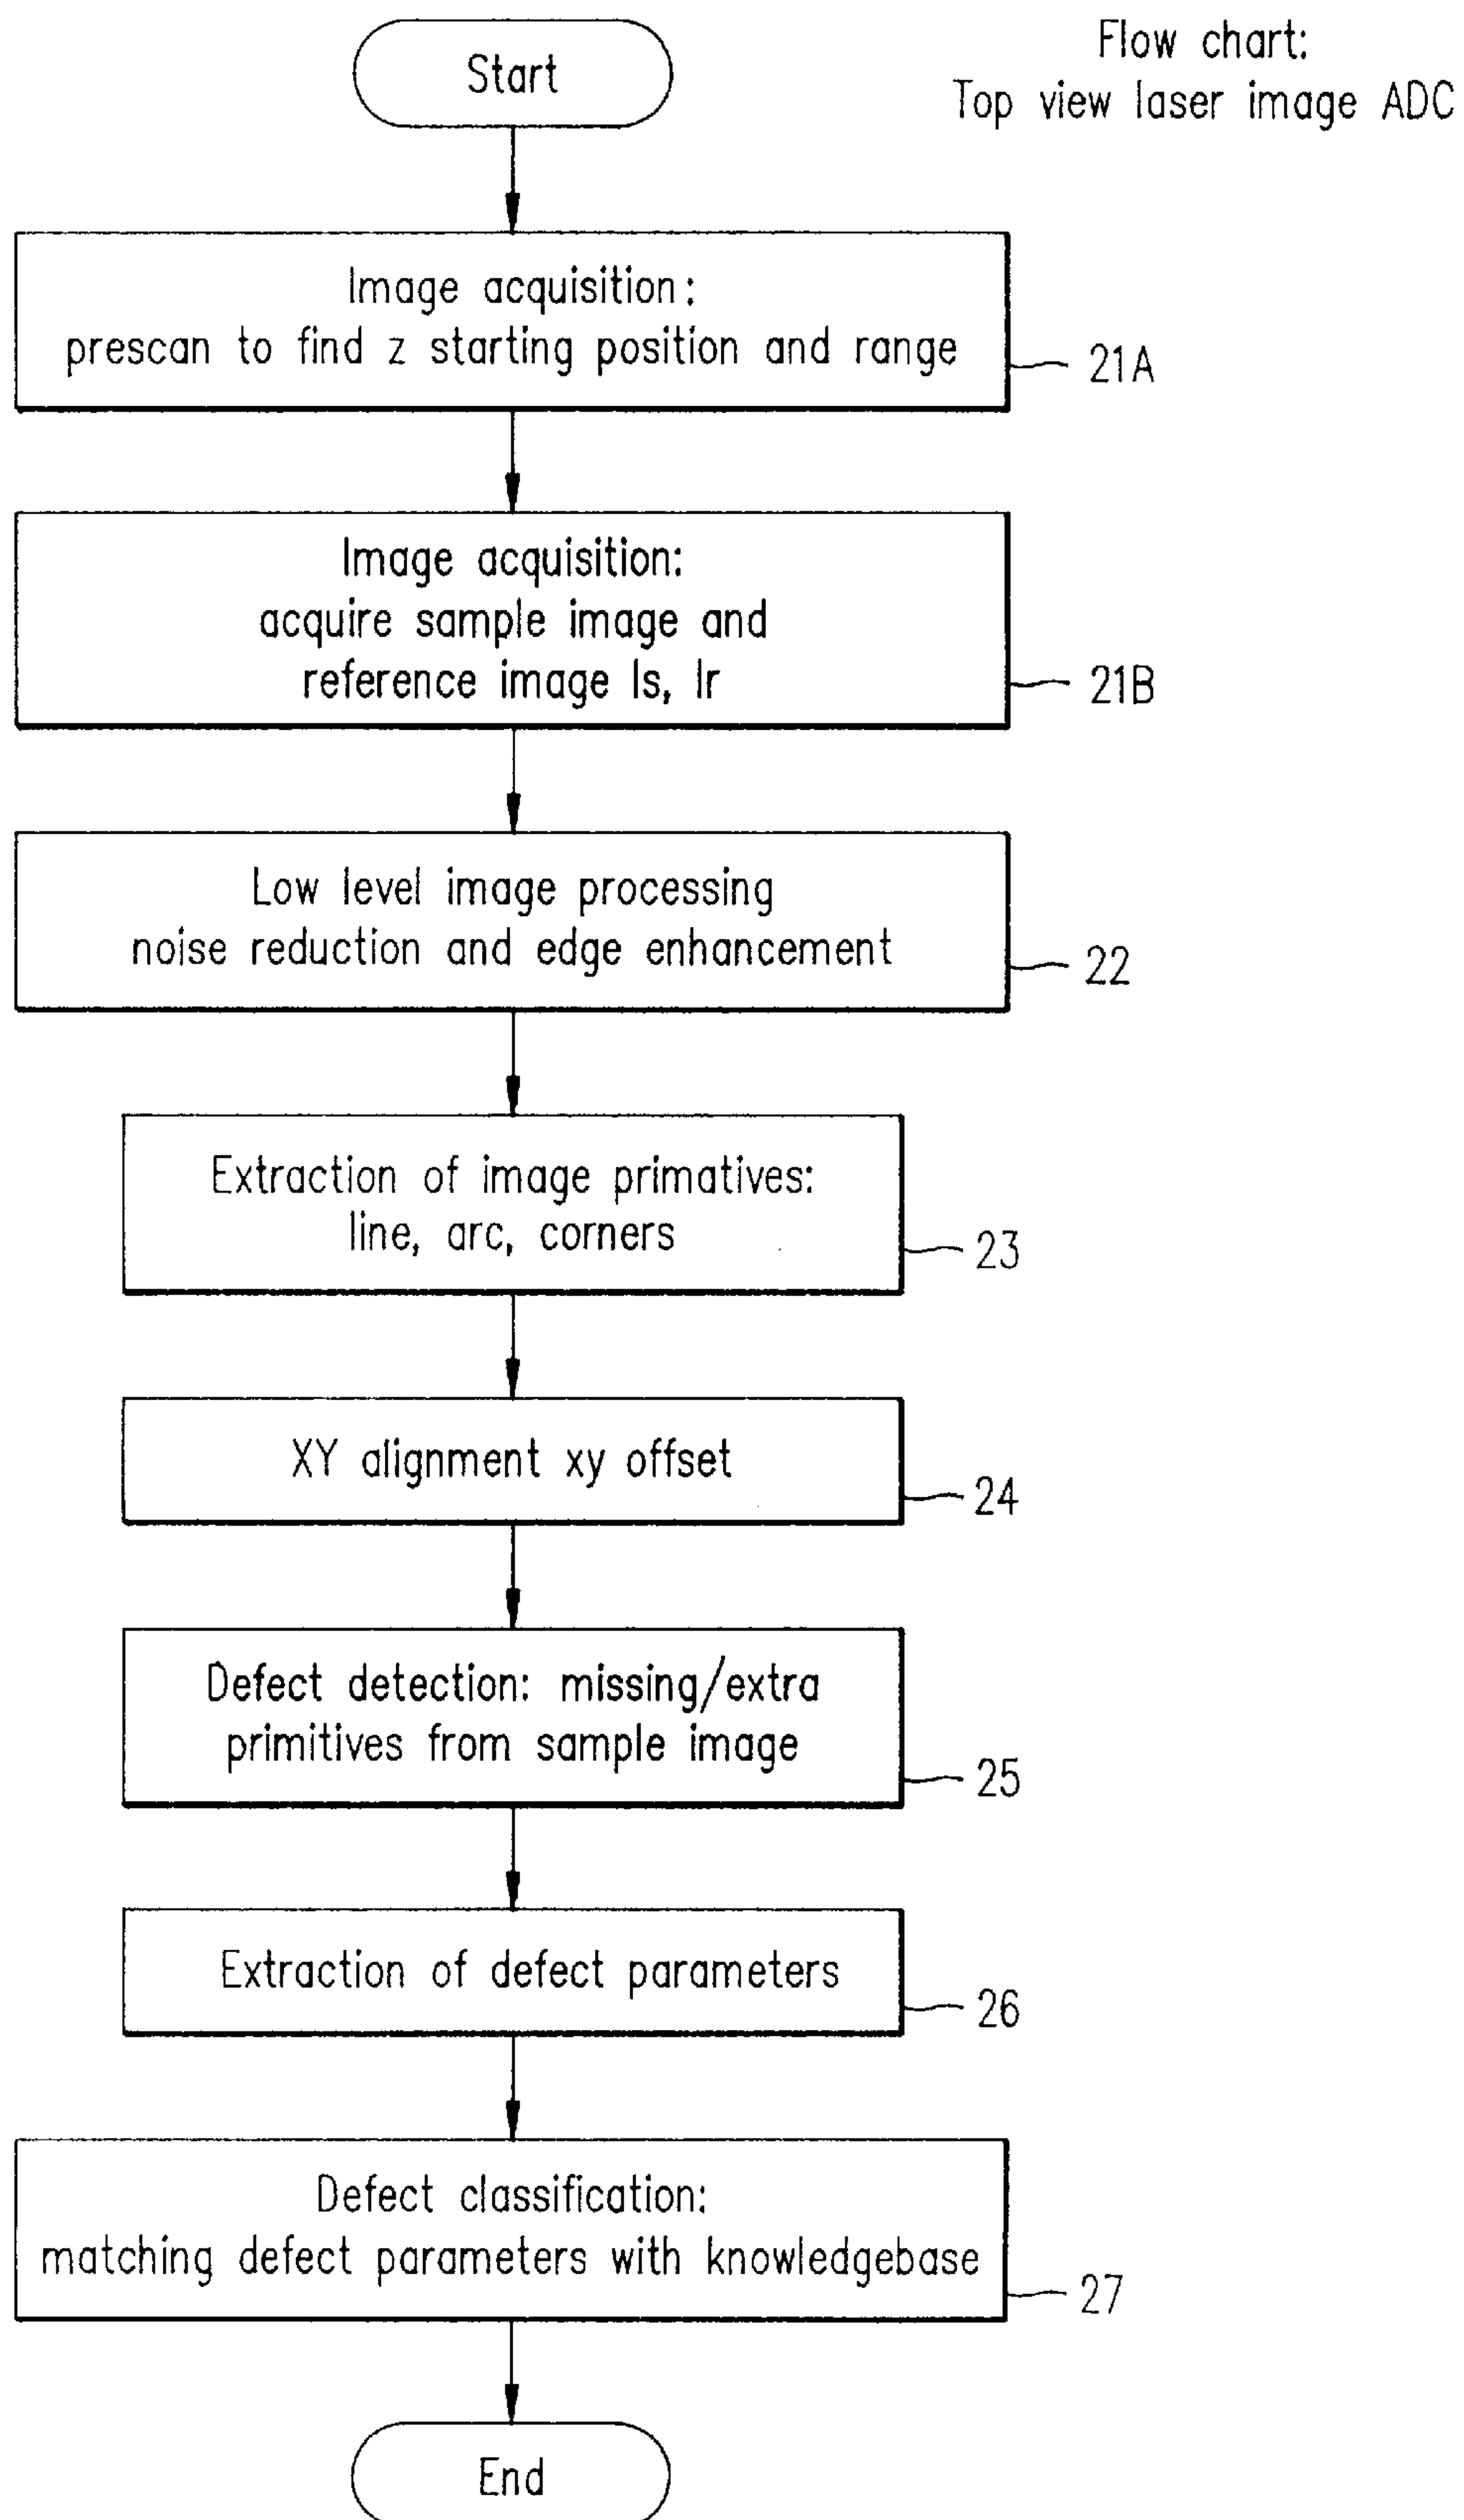 Flow chart:
Top view laser image ADC
Start
Image acquisition:
prescan to find z starting position and range
21A
Image acquisition:
acquire sample image and
reference image Is, Ir
21B
Low level image processing
noise reduction and edge enhancement
22
Extraction of image primatives:
line, arc, corners
23
XY alignment xy offset
24
Defect detection: missing/extra
primitives from sample image
25
Extraction of defect parameters
26
Defect classification:
matching defect parameters with knowledgebase
27
End